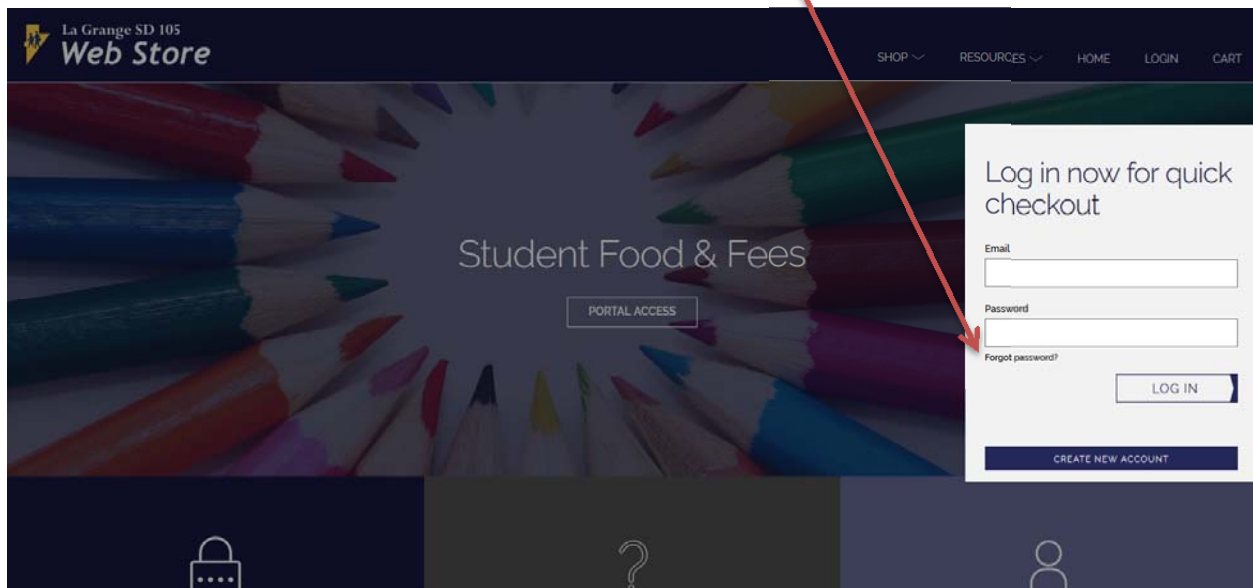 La Grange SD 105
Web Store
SHOP RESOURCES HOME LOGIN CART
Log in now for quick
checkout
Email
Student Food & Fees
PORTAL ACCESS
Password
Forgot password?
LOG IN
CREATE NEW ACCOUNT